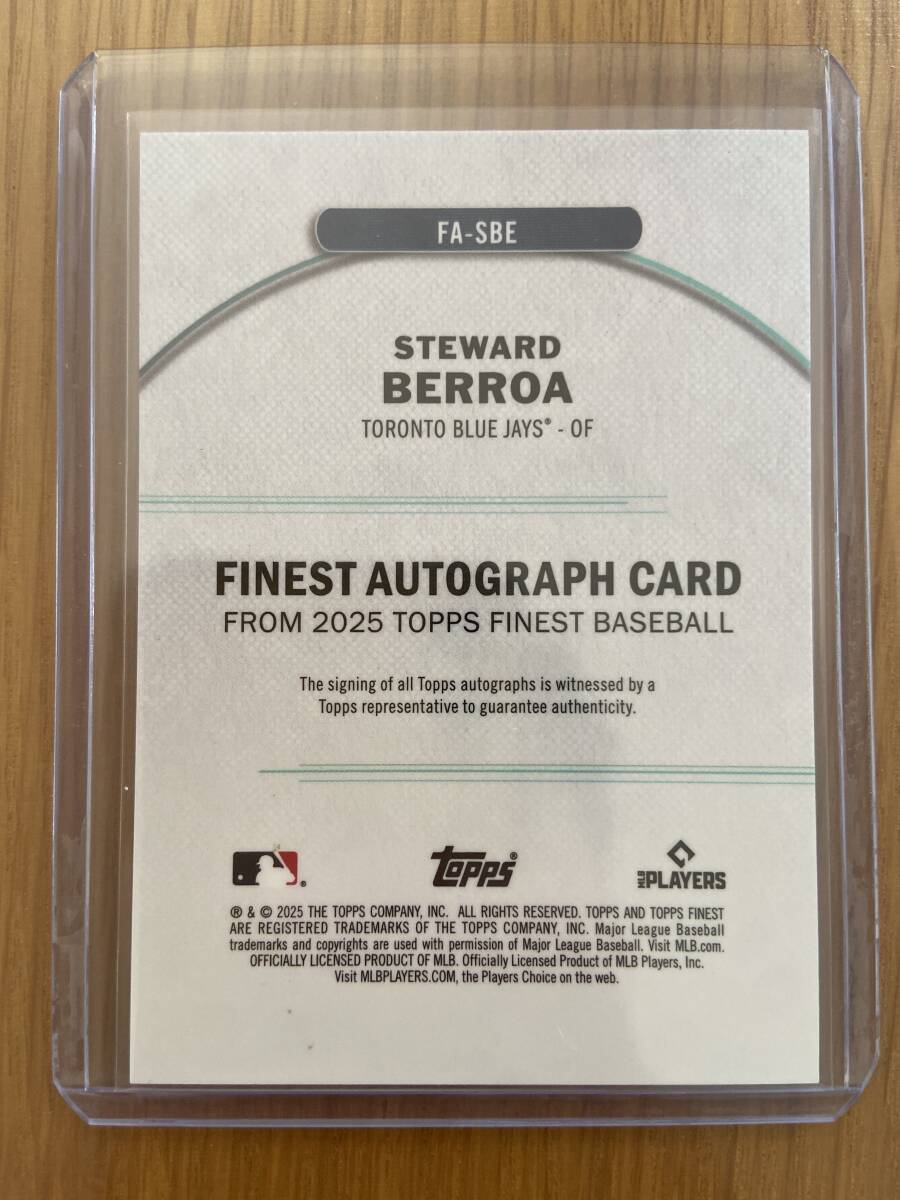 FA-SBE
STEWARD
BERROA
TORONTO BLUE JAYS® - OF
FINEST AUTOGRAPH CARD
FROM 2025 TOPPS FINEST BASEBALL
The signing of all Topps autographs is witnessed by a
Topps representative to guarantee authenticity.
® topps® MLB PLAYERS
® & © 2025 THE TOPPS COMPANY, INC. ALL RIGHTS RESERVED. TOPPS AND TOPPS FINEST
ARE REGISTERED TRADEMARKS OF THE TOPPS COMPANY, INC. Major League Baseball
trademarks and copyrights are used with permission of Major League Baseball. Visit MLB.com.
OFFICIALLY LICENSED PRODUCT OF MLB. Officially Licensed Product of MLB Players, Inc.
Visit MLBPLAYERS.COM, the Players Choice on the web.